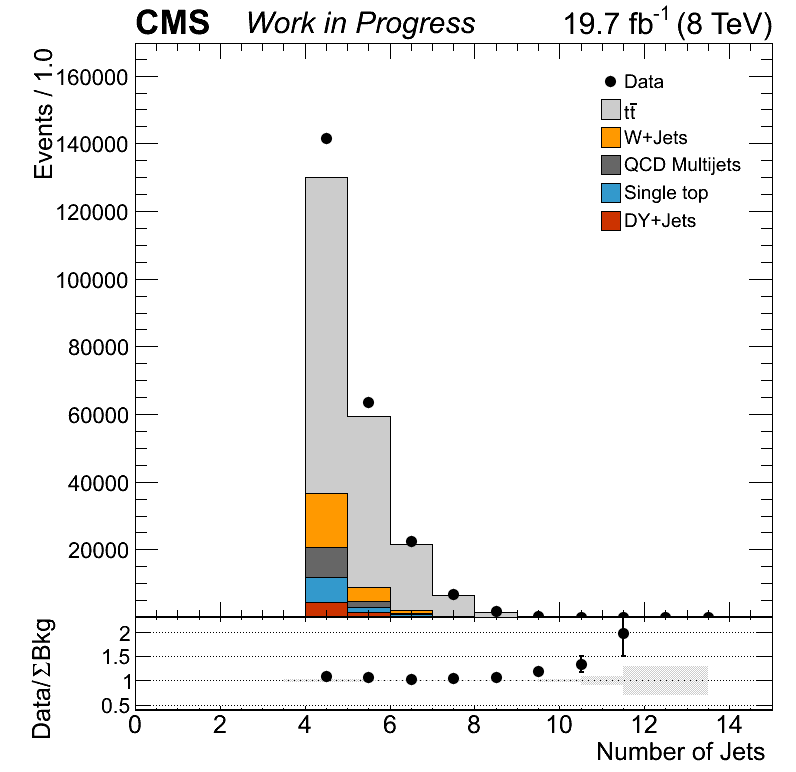 CMS Work in Progress 19.7 fb⁻¹ (8 TeV)
Events / 1.0
160000
140000
120000
100000
80000
60000
40000
20000
Data
tt̄
W+Jets
QCD Multijets
Single top
DY+Jets
Data/ΣBkg
2
1.5
1
0.5
0 2 4 6 8 10 12 14
Number of Jets